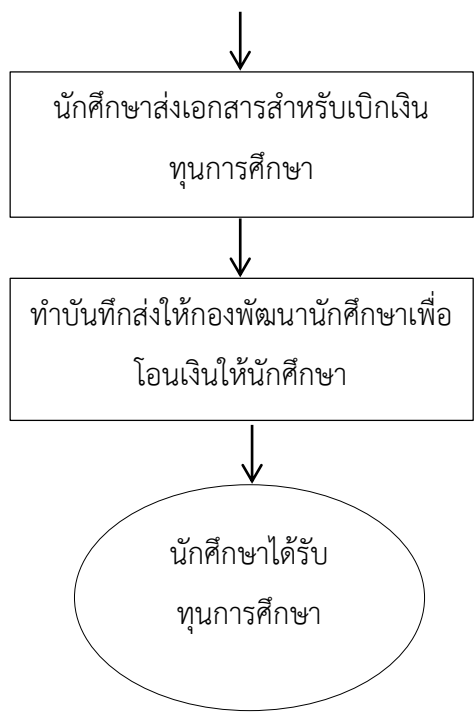 นักศึกษาส่งเอกสารสำหรับเบิกเงิน
ทุนการศึกษา
ทำบันทึกส่งให้กองพัฒนานักศึกษาเพื่อ
โอนเงินให้นักศึกษา
นักศึกษาได้รับ
ทุนการศึกษา